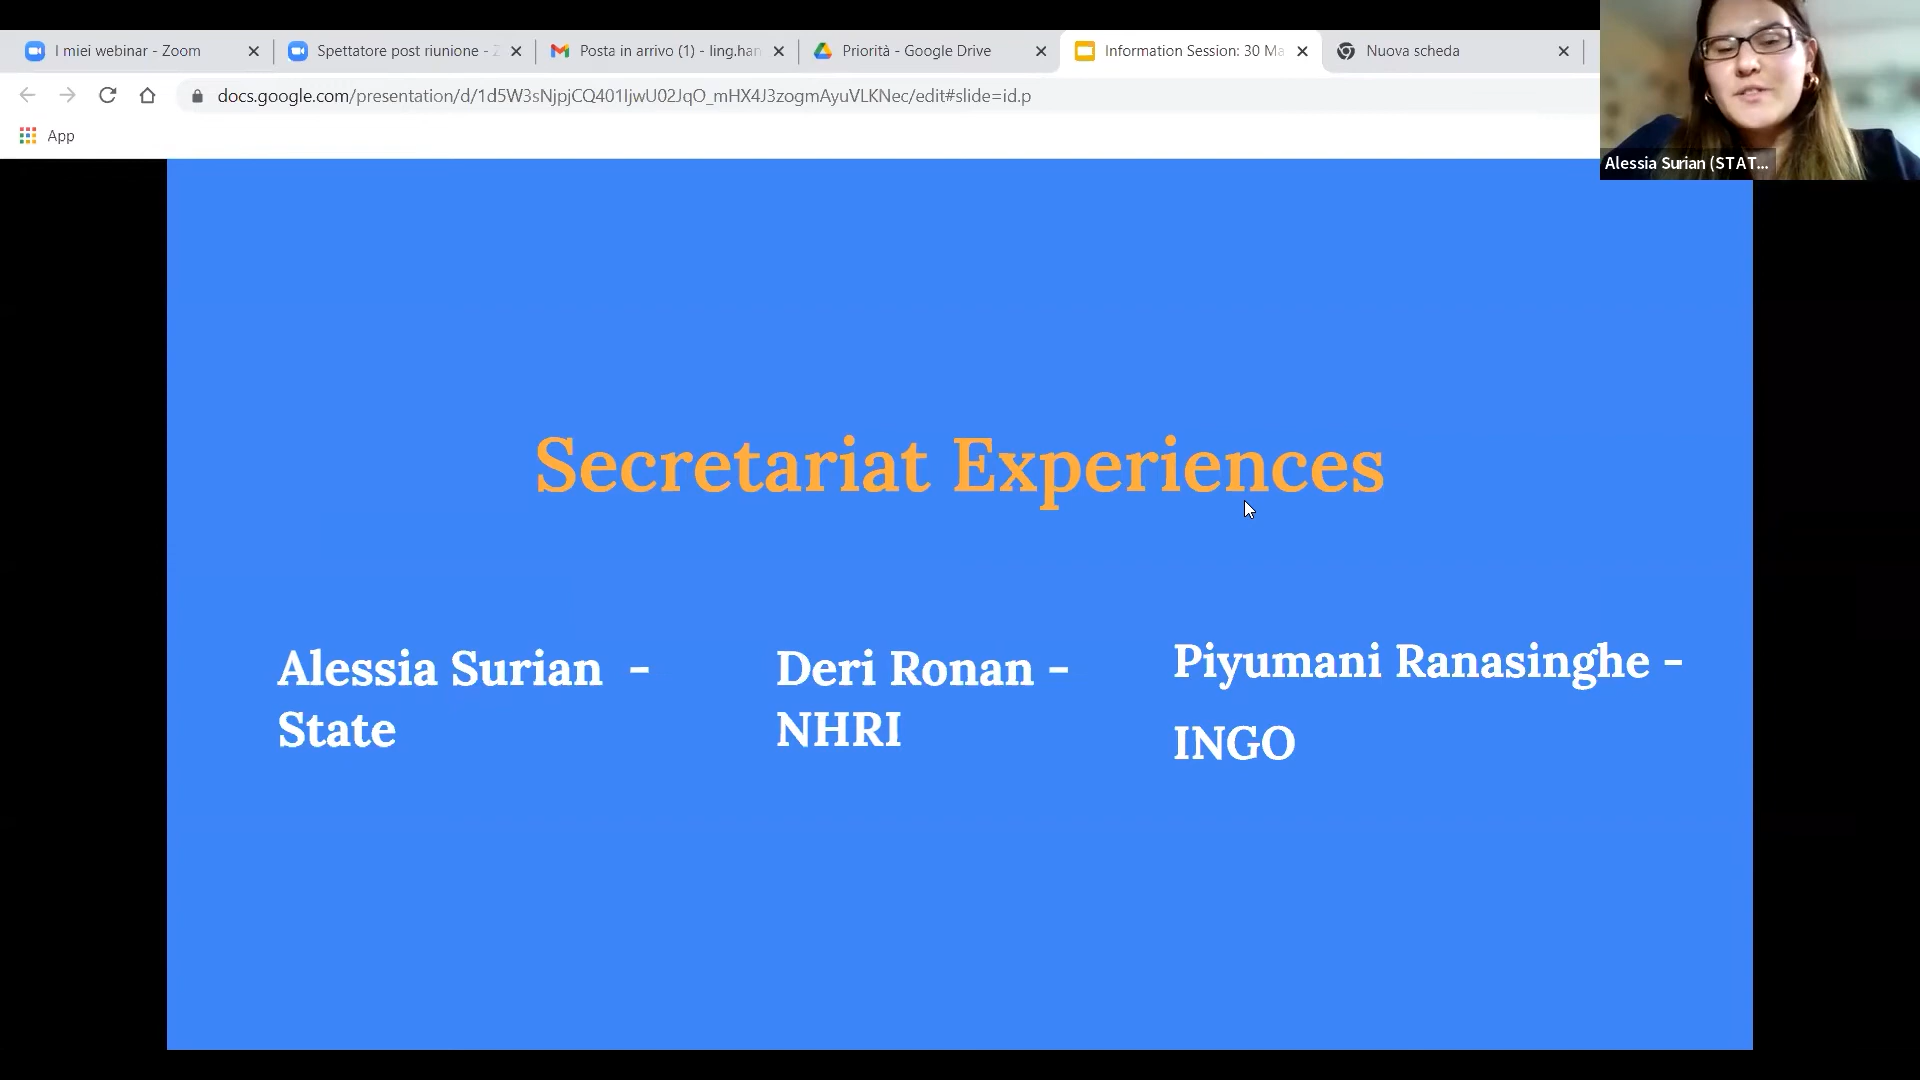 I miei webinar - Zoom
Spettatore post riunione -
Posta in arrivo (1) - ling.han
Priorità - Google Drive
Information Session: 30 Ma
Nuova scheda
docs.google.com/presentation/d/1d5W3sNjpjCQ401IjwU02JqO_mHX4J3zogmAyuVLKNec/edit#slide=id.p
App
Alessia Surian (STAT...
Secretariat Experiences
Alessia Surian -
State
Deri Ronan -
NHRI
Piyumani Ranasinghe -
INGO